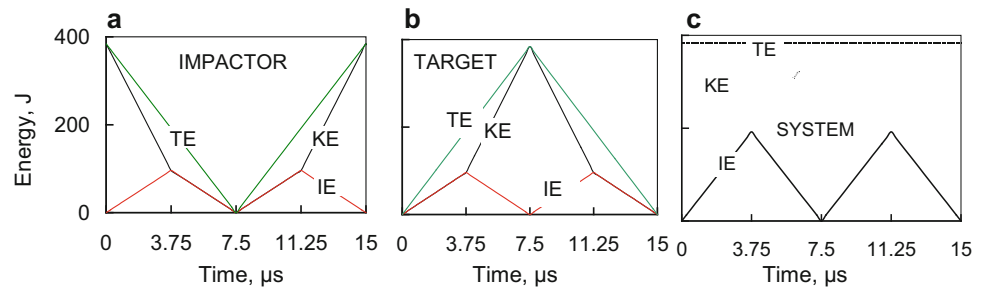 a b c
400
200
0
Energy, J
IMPACTOR
TE
KE
IE
0 3.75 7.5 11.25 15
Time, µs
TARGET
TE
KE
IE
0 3.75 7.5 11.25 15
Time, µs
TE
KE
SYSTEM
IE
0 3.75 7.5 11.25 15
Time, µs